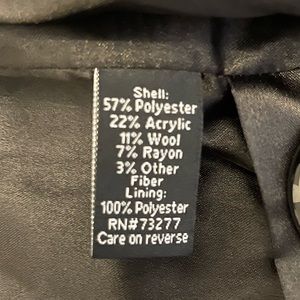 Shell:
57% Polyester
22% Acrylic
11% Wool
7% Rayon
3% Other
Fiber
Lining:
100% Polyester
RN#73277
Care on reverse